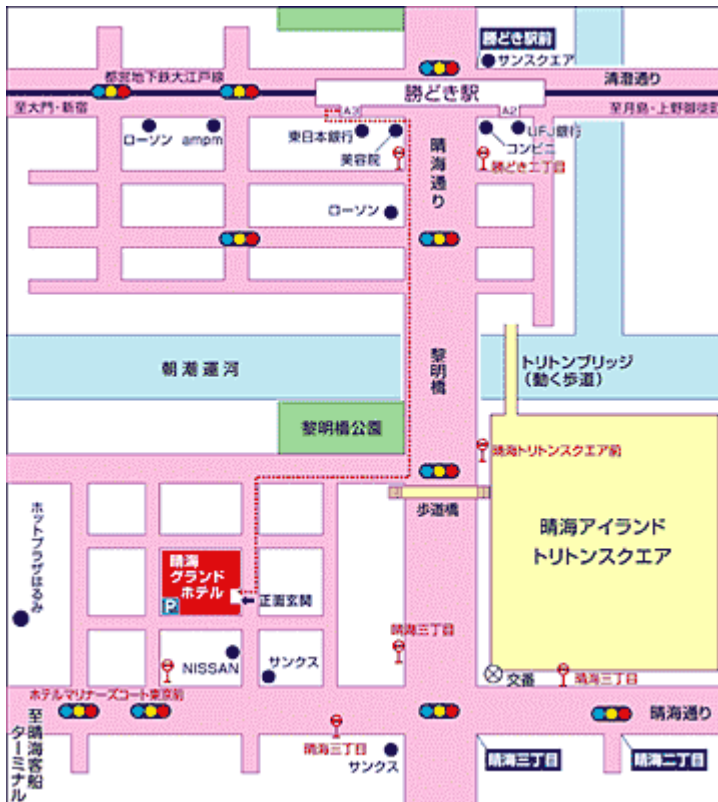 勝どき駅前
サンスクエア
都営地下鉄大江戸線
清澄通り
勝どき駅
至大門・新宿
A3
A2
至月島・上野御徒町
ローソン
ampm
東日本銀行
美容院
UFJ銀行
コンビニ
勝どき二丁目
晴海通り
ローソン
朝潮運河
黎明橋
トリトンブリッジ
(動く歩道)
黎明橋公園
晴海トリトンスクエア前
歩道橋
晴海アイランド
トリトンスクエア
ホットプラザはるみ
晴海
グランド
ホテル
P
正面玄関
晴海三丁目
NISSAN
サンクス
交番
晴海三丁目
ホテルマリナーズコート東京前
至晴海客船
ターミナル
晴海三丁目
サンクス
晴海通り
晴海三丁目
晴海二丁目